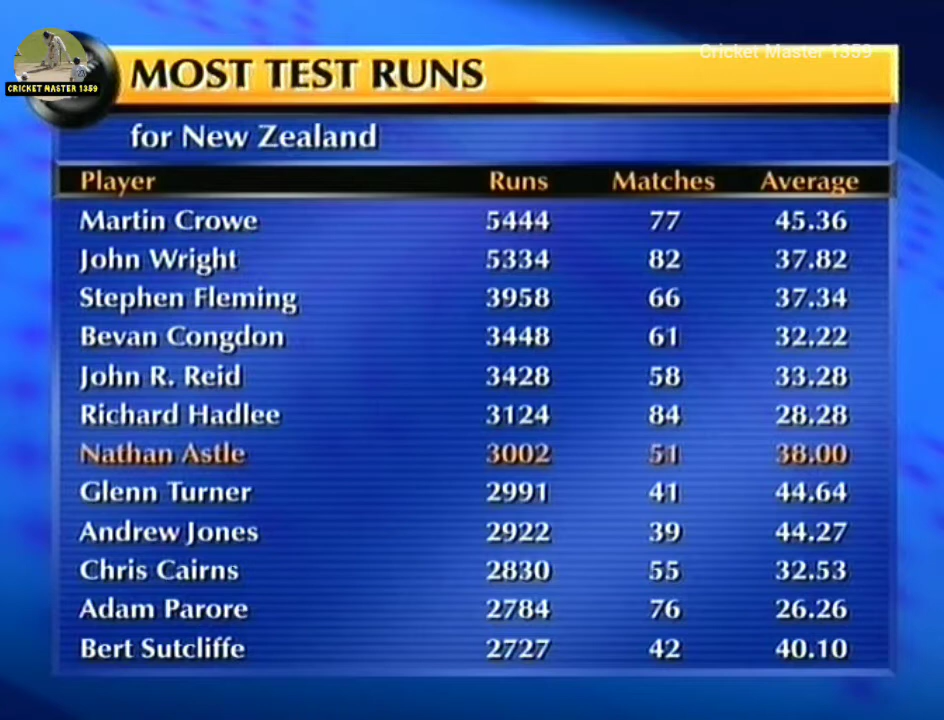 Cricket Master 1359
CRICKET MASTER 1359
MOST TEST RUNS
for New Zealand
Player Runs Matches Average
Martin Crowe 5444 77 45.36
John Wright 5334 82 37.82
Stephen Fleming 3958 66 37.34
Bevan Congdon 3448 61 32.22
John R. Reid 3428 58 33.28
Richard Hadlee 3124 84 28.28
Nathan Astle 3002 51 38.00
Glenn Turner 2991 41 44.64
Andrew Jones 2922 39 44.27
Chris Cairns 2830 55 32.53
Adam Parore 2784 76 26.26
Bert Sutcliffe 2727 42 40.10